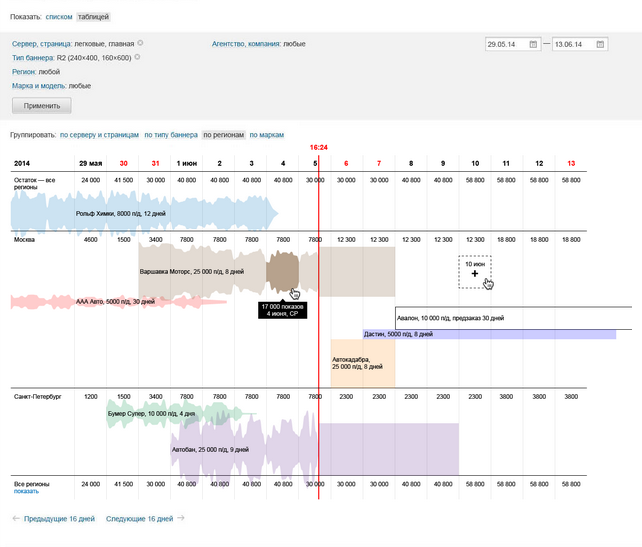 Показать: списком таблицей
Сервер, страница: легковые, главная Агентство, компания: любые 29.05.14 — 13.06.14
Тип баннера: R2 (240×400, 160×600)
Регион: любой
Марка и модель: любые
Применить
Группировать: по серверу и страницам по типу баннера по регионам по маркам
16:24
2014 29 мая 30 31 1 июн 2 3 4 5 6 7 8 9 10 11 12 13
Остаток — все регионы 24 000 41 500 30 000 40 800 40 800 40 800 40 800 30 000 30 000 30 000 40 800 40 800 58 800 58 800 58 800 58 800
Рольф Химки, 8000 п/д, 12 дней
Москва 4600 1500 3400 7800 7800 7800 7800 7800 12 300 12 300 12 300 12 300 12 300 18 800 18 800 18 800
10 июн
+
Варшавка Моторс, 25 000 п/д, 8 дней
ААА Авто, 5000 п/д, 30 дней
17 000 показов
4 июня, СР
Авалон, 10 000 п/д, предзаказ 30 дней
Дастин, 5000 п/д, 8 дней
Автокадабра,
25 000 п/д, 8 дней
Санкт-Петербург 1200 1500 3400 7800 7800 7800 7800 7800 2300 2300 2300 2300 3800 3800 3800 3800
Бумер Супер, 10 000 п/д, 4 дня
Автобан, 25 000 п/д, 9 дней
Все регионы 24 000 41 500 30 000 40 800 40 800 40 800 40 800 30 000 30 000 30 000 40 800 40 800 58 800 58 800 58 800 58 800
показать
← Предыдущие 16 дней Следующие 16 дней →